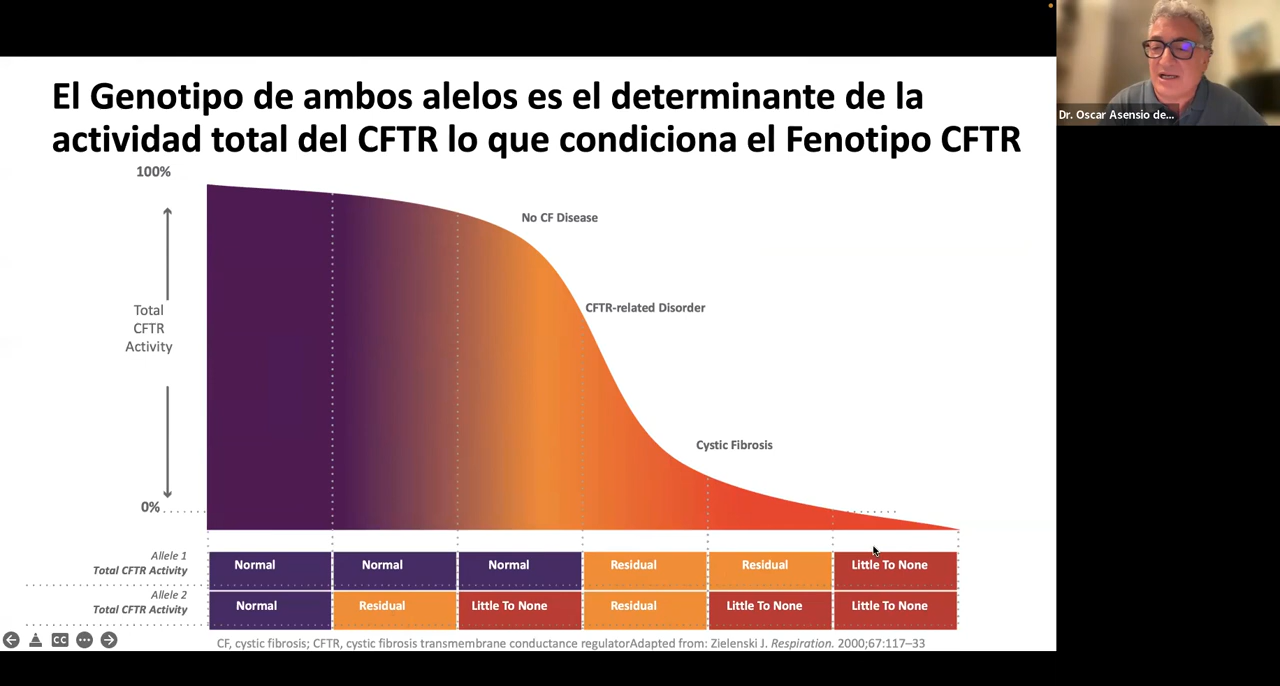 Dr. Oscar Asensio de...
El Genotipo de ambos alelos es el determinante de la
actividad total del CFTR lo que condiciona el Fenotipo CFTR
100%
No CF Disease
CFTR-related Disorder
Total
CFTR
Activity
Cystic Fibrosis
0%
Allele 1
Total CFTR Activity
Normal Normal Normal Residual Residual Little To None
Allele 2
Total CFTR Activity
Normal Residual Little To None Residual Little To None Little To None
CC
CF, cystic fibrosis; CFTR, cystic fibrosis transmembrane conductance regulatorAdapted from: Zielenski J. Respiration. 2000;67:117–33